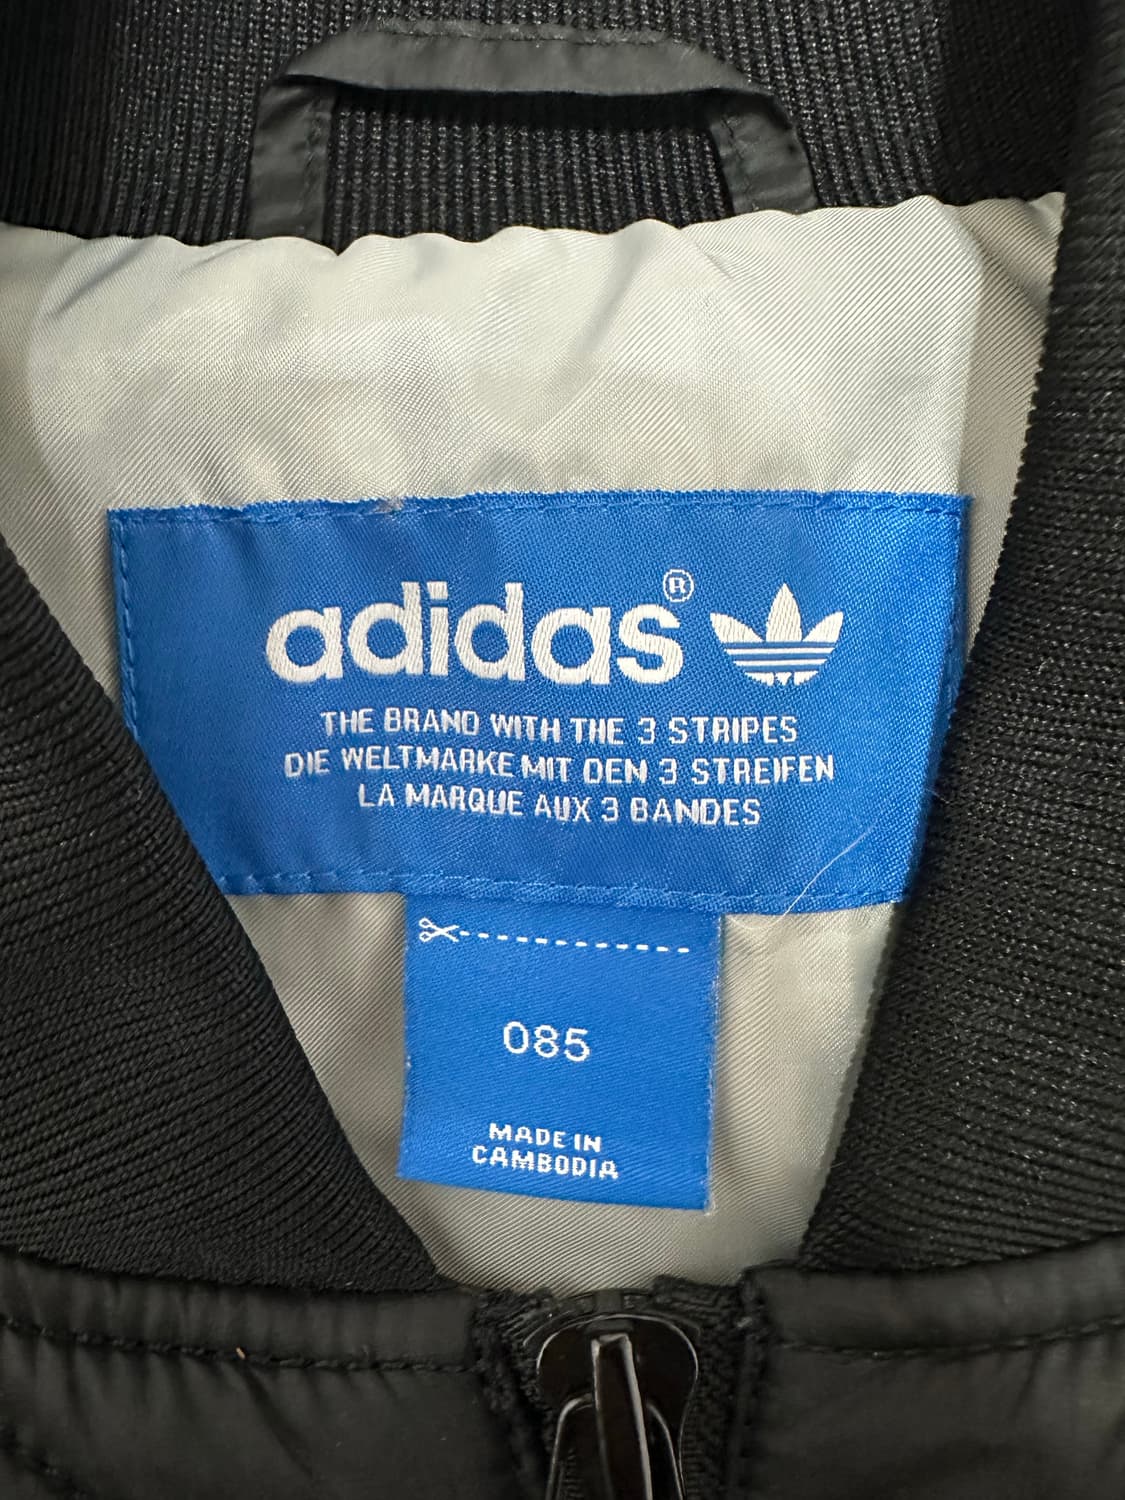 adidas®
THE BRAND WITH THE 3 STRIPES
DIE WELTMARKE MIT DEN 3 STREIFEN
LA MARQUE AUX 3 BANDES
085
MADE IN
CAMBODIA